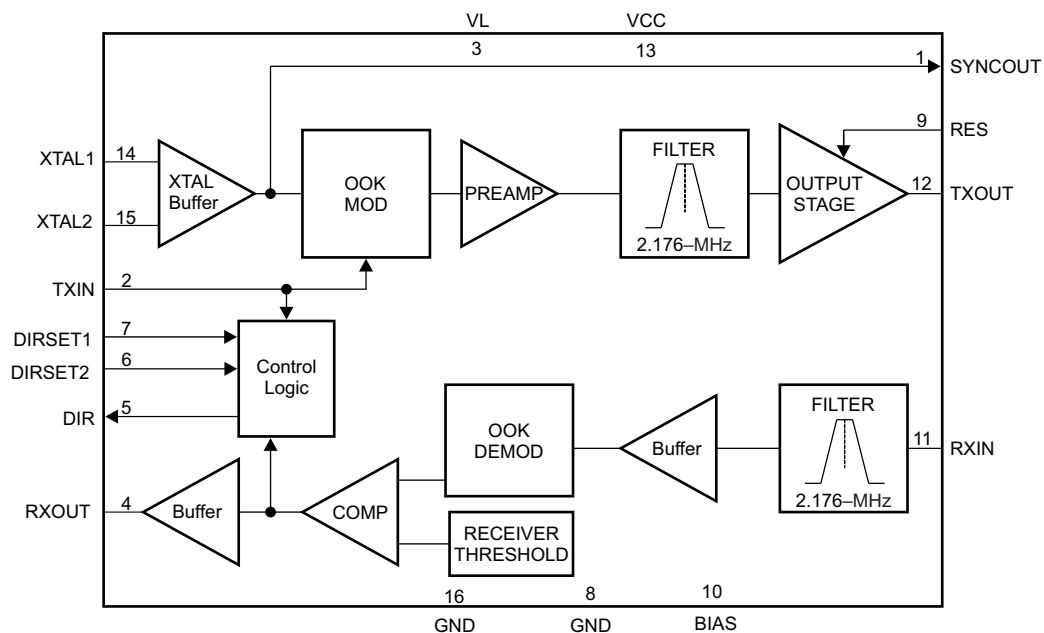 VL
VCC
3
13
1
SYNCOUT
9
RES
XTAL1
14
XTAL
Buffer
XTAL2
15
OOK
MOD
PREAMP
FILTER
2.176–MHz
OUTPUT
STAGE
12
TXOUT
TXIN
2
DIRSET1
7
DIRSET2
6
DIR
5
Control
Logic
OOK
DEMOD
Buffer
FILTER
2.176–MHz
11
RXIN
RXOUT
4
Buffer
COMP
RECEIVER
THRESHOLD
16
8
10
GND
GND
BIAS